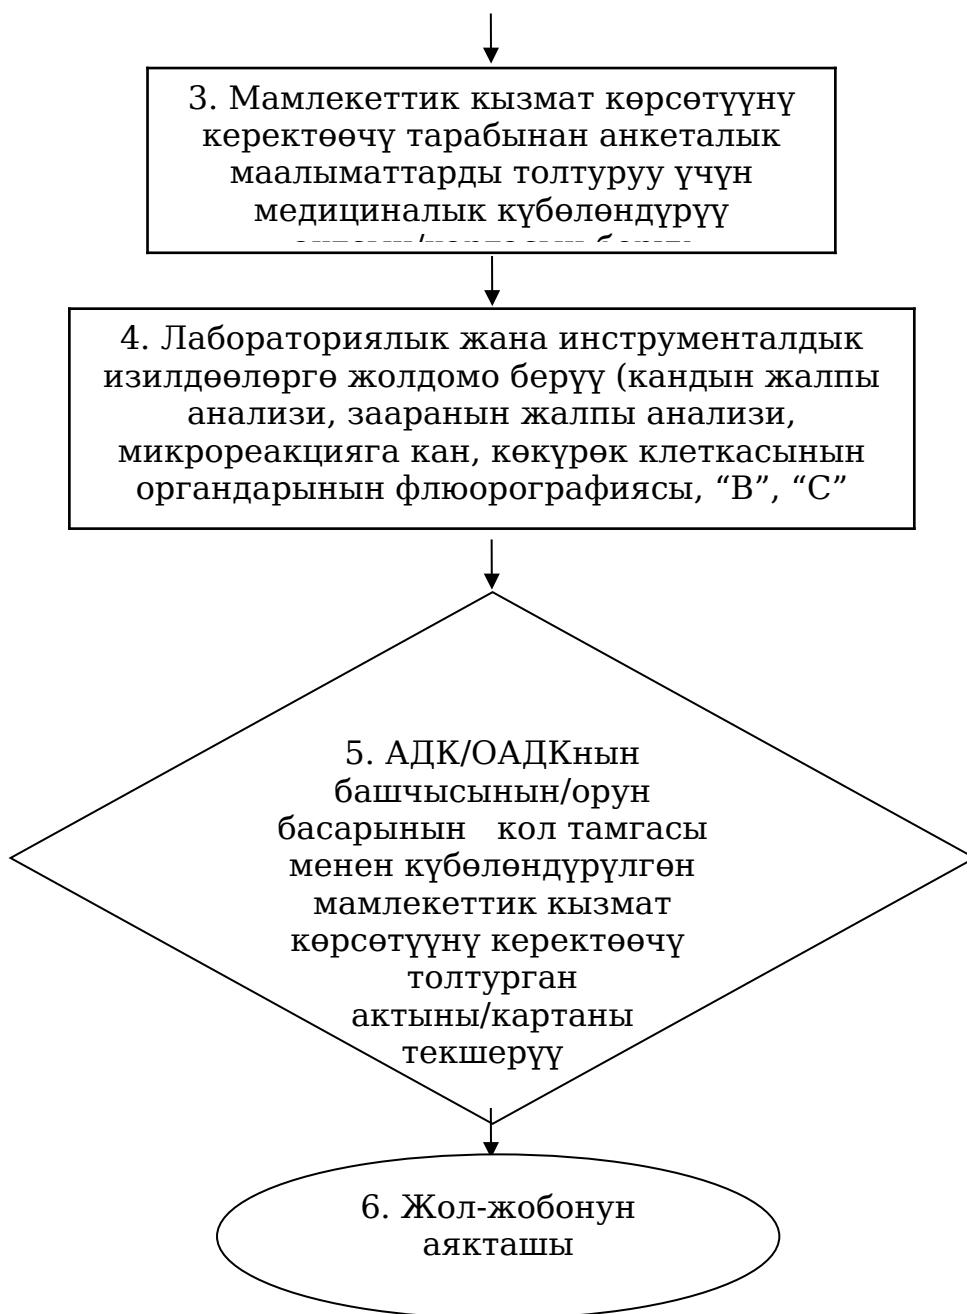 3. Мамлекеттик кызмат көрсөтүүнү
керектөөчү тарабынан анкеталык
маалыматтарды толтуруу үчүн
медициналык күбөлөндүрүү
4. Лабораториялык жана инструменталдык
изилдөөлөргө жолдомо берүү (кандын жалпы
анализи, зааранын жалпы анализи,
микрореакцияга кан, көкүрөк клеткасынын
органдарынын флюорографиясы, “В”, “С”
5. АДК/ОАДКнын
башчысынын/орун
басарынын кол тамгасы
менен күбөлөндүрүлгөн
мамлекеттик кызмат
көрсөтүүнү керектөөчү
толтурган
актыны/картаны
текшерүү
6. Жол-жобонун
аякташы